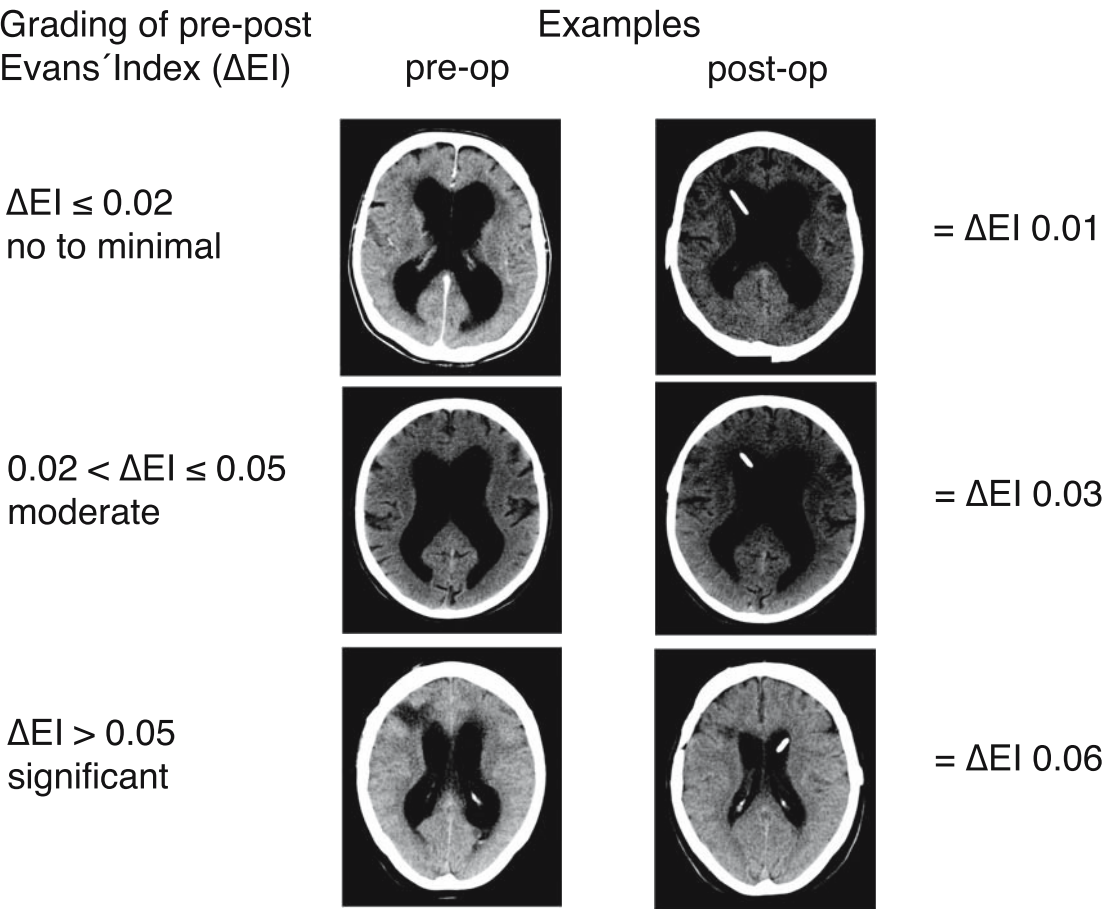 Grading of pre-post
Evans´Index (ΔEI)
Examples
pre-op
post-op
ΔEI ≤ 0.02
no to minimal
= ΔEI 0.01
0.02 < ΔEI ≤ 0.05
moderate
= ΔEI 0.03
ΔEI > 0.05
significant
= ΔEI 0.06